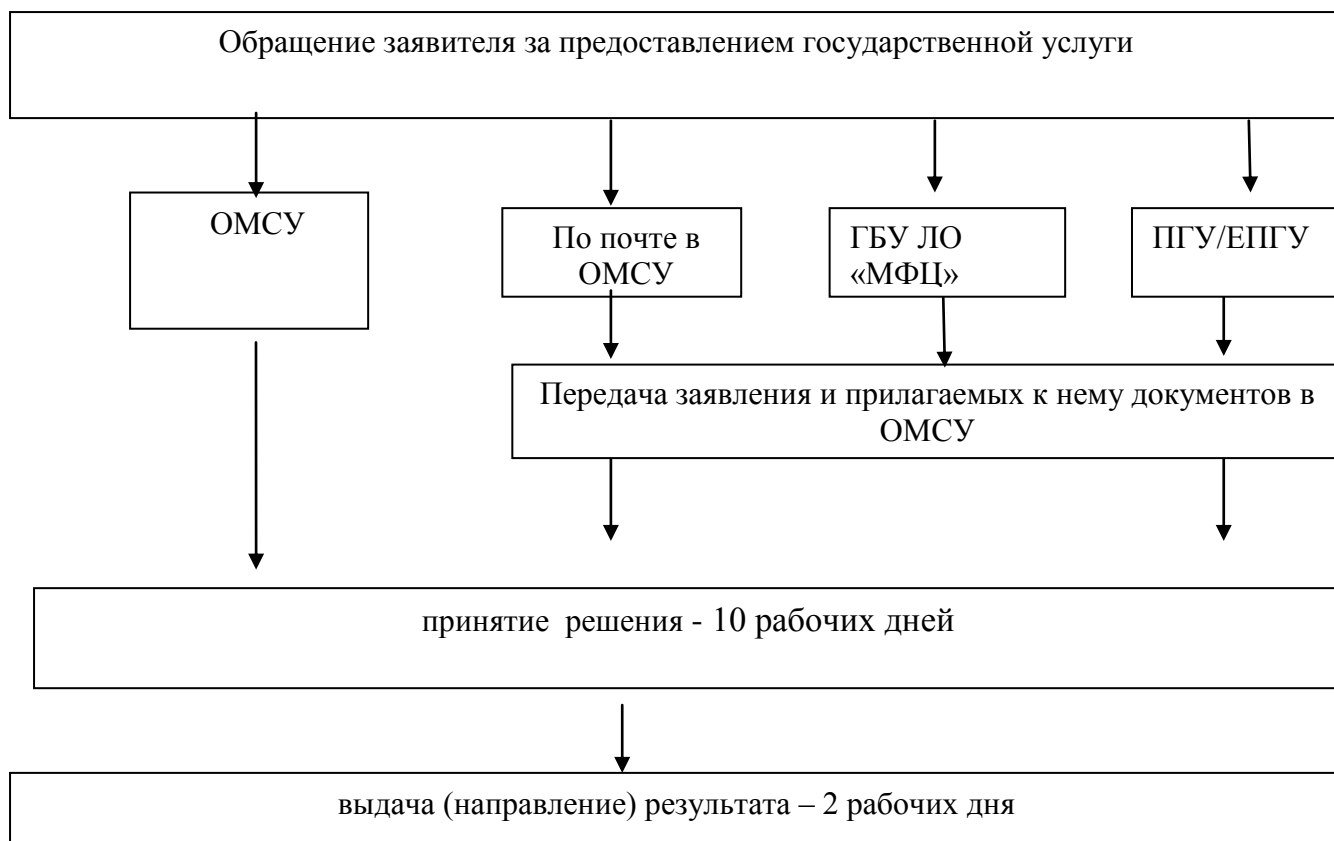 Обращение заявителя за предоставлением государственной услуги
ОМСУ
По почте в
ОМСУ
ГБУ ЛО
«МФЦ»
ПГУ/ЕПГУ
Передача заявления и прилагаемых к нему документов в
ОМСУ
принятие решения - 10 рабочих дней
выдача (направление) результата – 2 рабочих дня